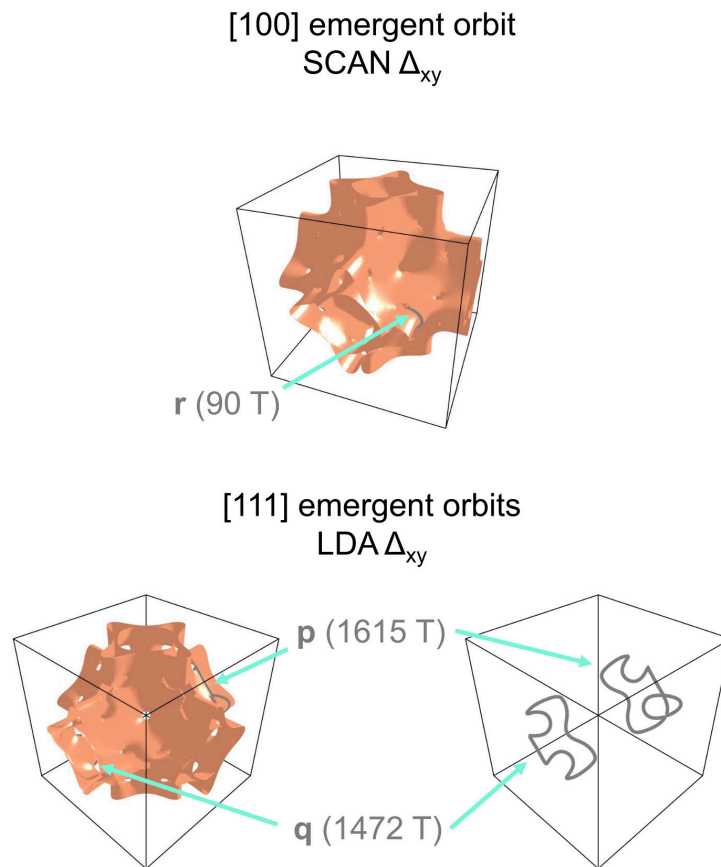 [100] emergent orbit
SCAN Δxy
r (90 T)
[111] emergent orbits
LDA Δxy
p (1615 T)
q (1472 T)